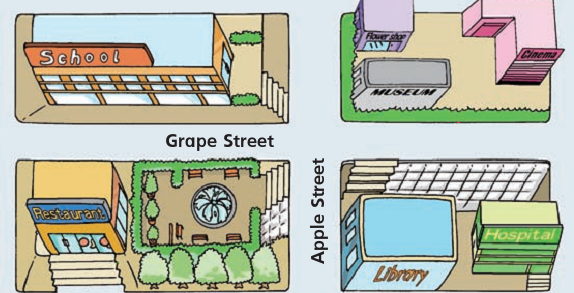 School
Flower shop
Cinema
MUSEUM
Grape Street
Apple Street
Restaurant
Library
Hospital